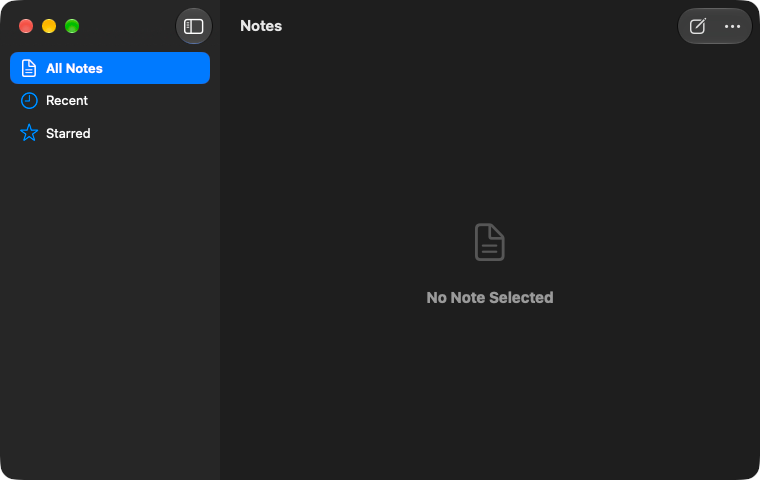 Notes
All Notes
Recent
Starred
No Note Selected